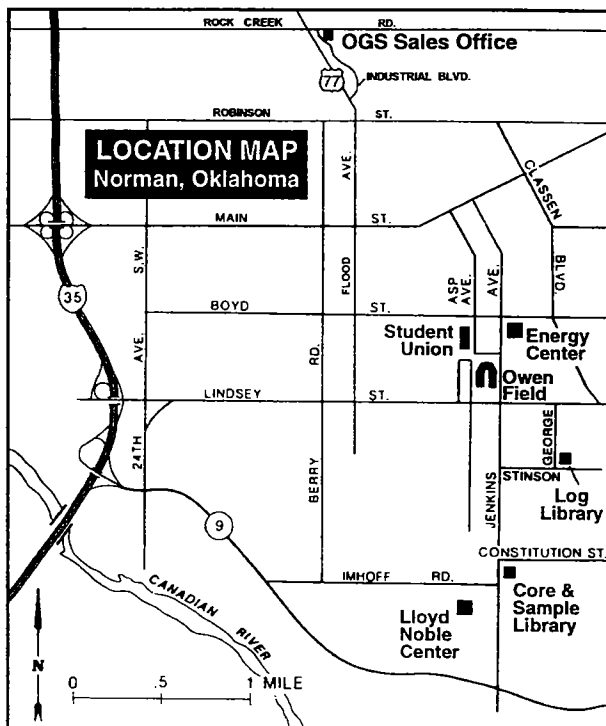 ROCK CREEK RD.
OGS Sales Office
77
INDUSTRIAL BLVD.
ROBINSON ST.
LOCATION MAP
Norman, Oklahoma
CLASSEN BLVD.
MAIN ST.
24TH AVE. S.W.
FLOOD AVE.
ASP AVE.
JENKINS AVE.
BERRY RD.
35
BOYD ST.
Student
Union
Energy
Center
Owen
Field
LINDSEY ST.
GEORGE
STINSON
Log
Library
9
CONSTITUTION ST.
IMHOFF RD.
CANADIAN
RIVER
Lloyd
Noble
Center
Core &
Sample
Library
N
0 .5 1 MILE